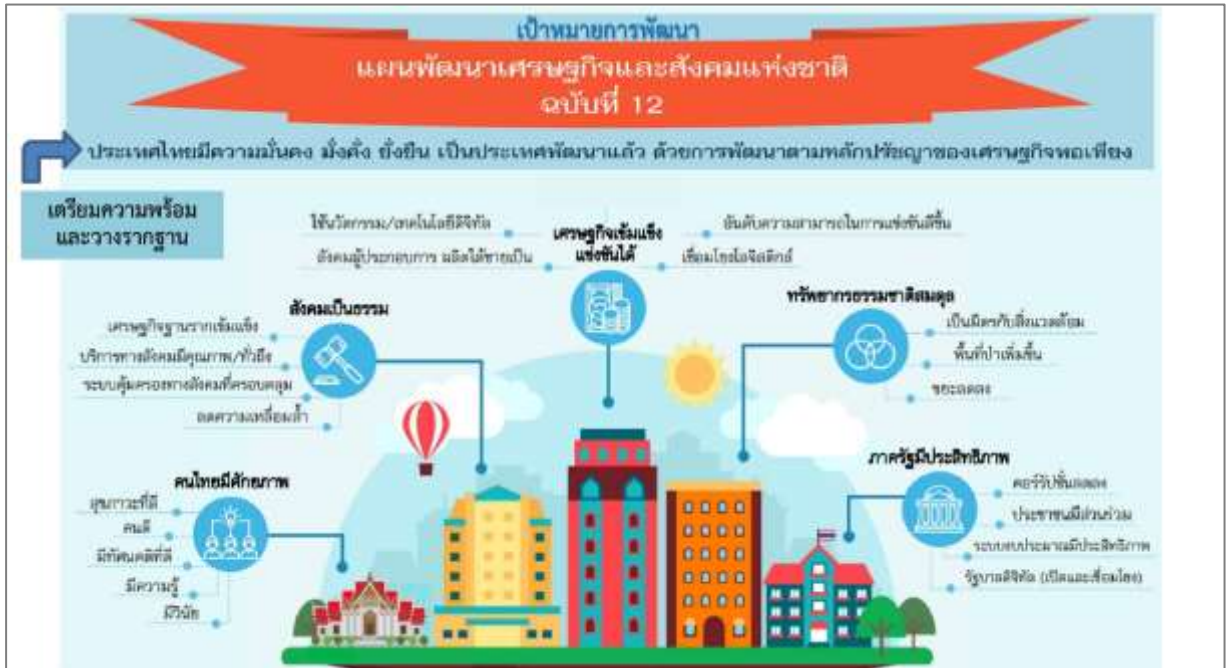 เป้าหมายการพัฒนา
แผนพัฒนาเศรษฐกิจและสังคมแห่งชาติ
ฉบับที่ 12
ประเทศไทยมีความมั่นคง มั่งคั่ง ยั่งยืน เป็นประเทศพัฒนาแล้ว ด้วยการพัฒนาตามหลักปรัชญาของเศรษฐกิจพอเพียง
เตรียมความพร้อม
และวางรากฐาน
เศรษฐกิจเข้มแข็ง
แข่งขันได้
ใช้นวัตกรรม/เทคโนโลยีดิจิทัล
สังคมผู้ประกอบการ ผลิตได้ขายเป็น
อันดับความสามารถในการแข่งขันดีขึ้น
เชื่อมโยงโลจิสติกส์
สังคมเป็นธรรม
เศรษฐกิจฐานรากเข้มแข็ง
บริการทางสังคมมีคุณภาพ/ทั่วถึง
ระบบคุ้มครองทางสังคมที่ครอบคลุม
ลดความเหลื่อมล้ำ
ทรัพยากรธรรมชาติสมดุล
เป็นมิตรกับสิ่งแวดล้อม
พื้นที่ป่าเพิ่มขึ้น
ขยะลดลง
คนไทยมีศักยภาพ
สุขภาวะที่ดี
คนดี
มีทัศนคติที่ดี
มีความรู้
มีวินัย
ภาครัฐมีประสิทธิภาพ
คอร์รัปชั่นลดลง
ประชาชนมีส่วนร่วม
ระบบงบประมาณมีประสิทธิภาพ
รัฐบาลดิจิทัล (เปิดและเชื่อมโยง)